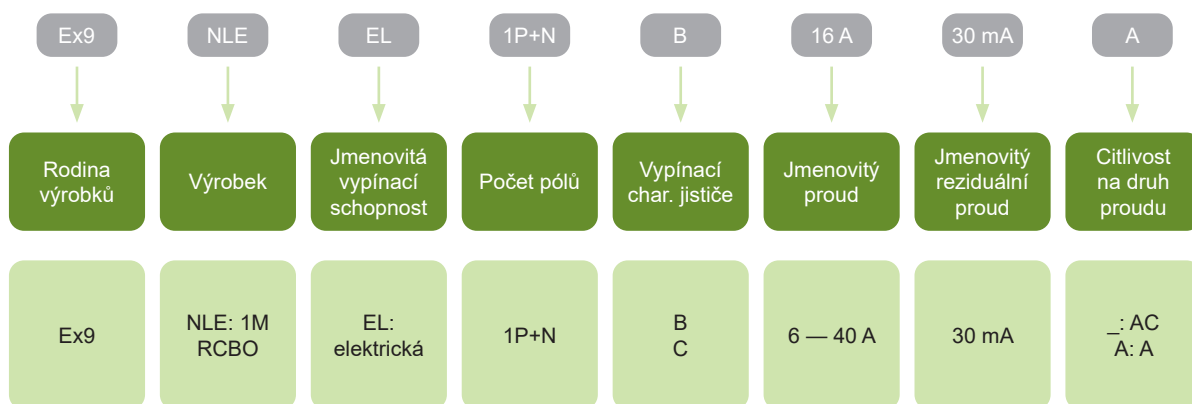 Ex9
NLE
EL
1P+N
B
16 A
30 mA
A
Rodina
výrobků
Výrobek
Jmenovitá
vypínací
schopnost
Počet pólů
Vypínací
char. jističe
Jmenovitý
proud
Jmenovitý
reziduální
proud
Citlivost
na druh
proudu
Ex9
NLE: 1M
RCBO
EL:
elektrická
1P+N
B
C
6 — 40 A
30 mA
_: AC
A: A